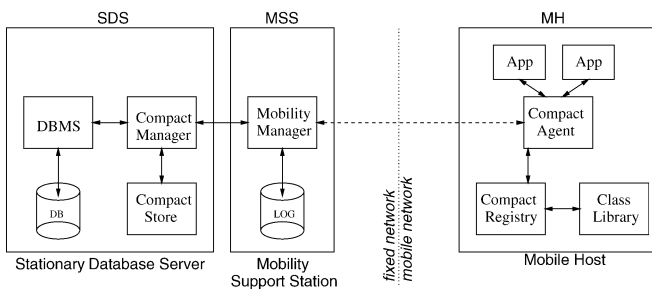 SDS
MSS
MH
App
App
DBMS
Compact
Manager
Mobility
Manager
Compact
Agent
DB
Compact
Store
LOG
Compact
Registry
Class
Library
fixed network
mobile network
Stationary Database Server
Mobility
Support Station
Mobile Host